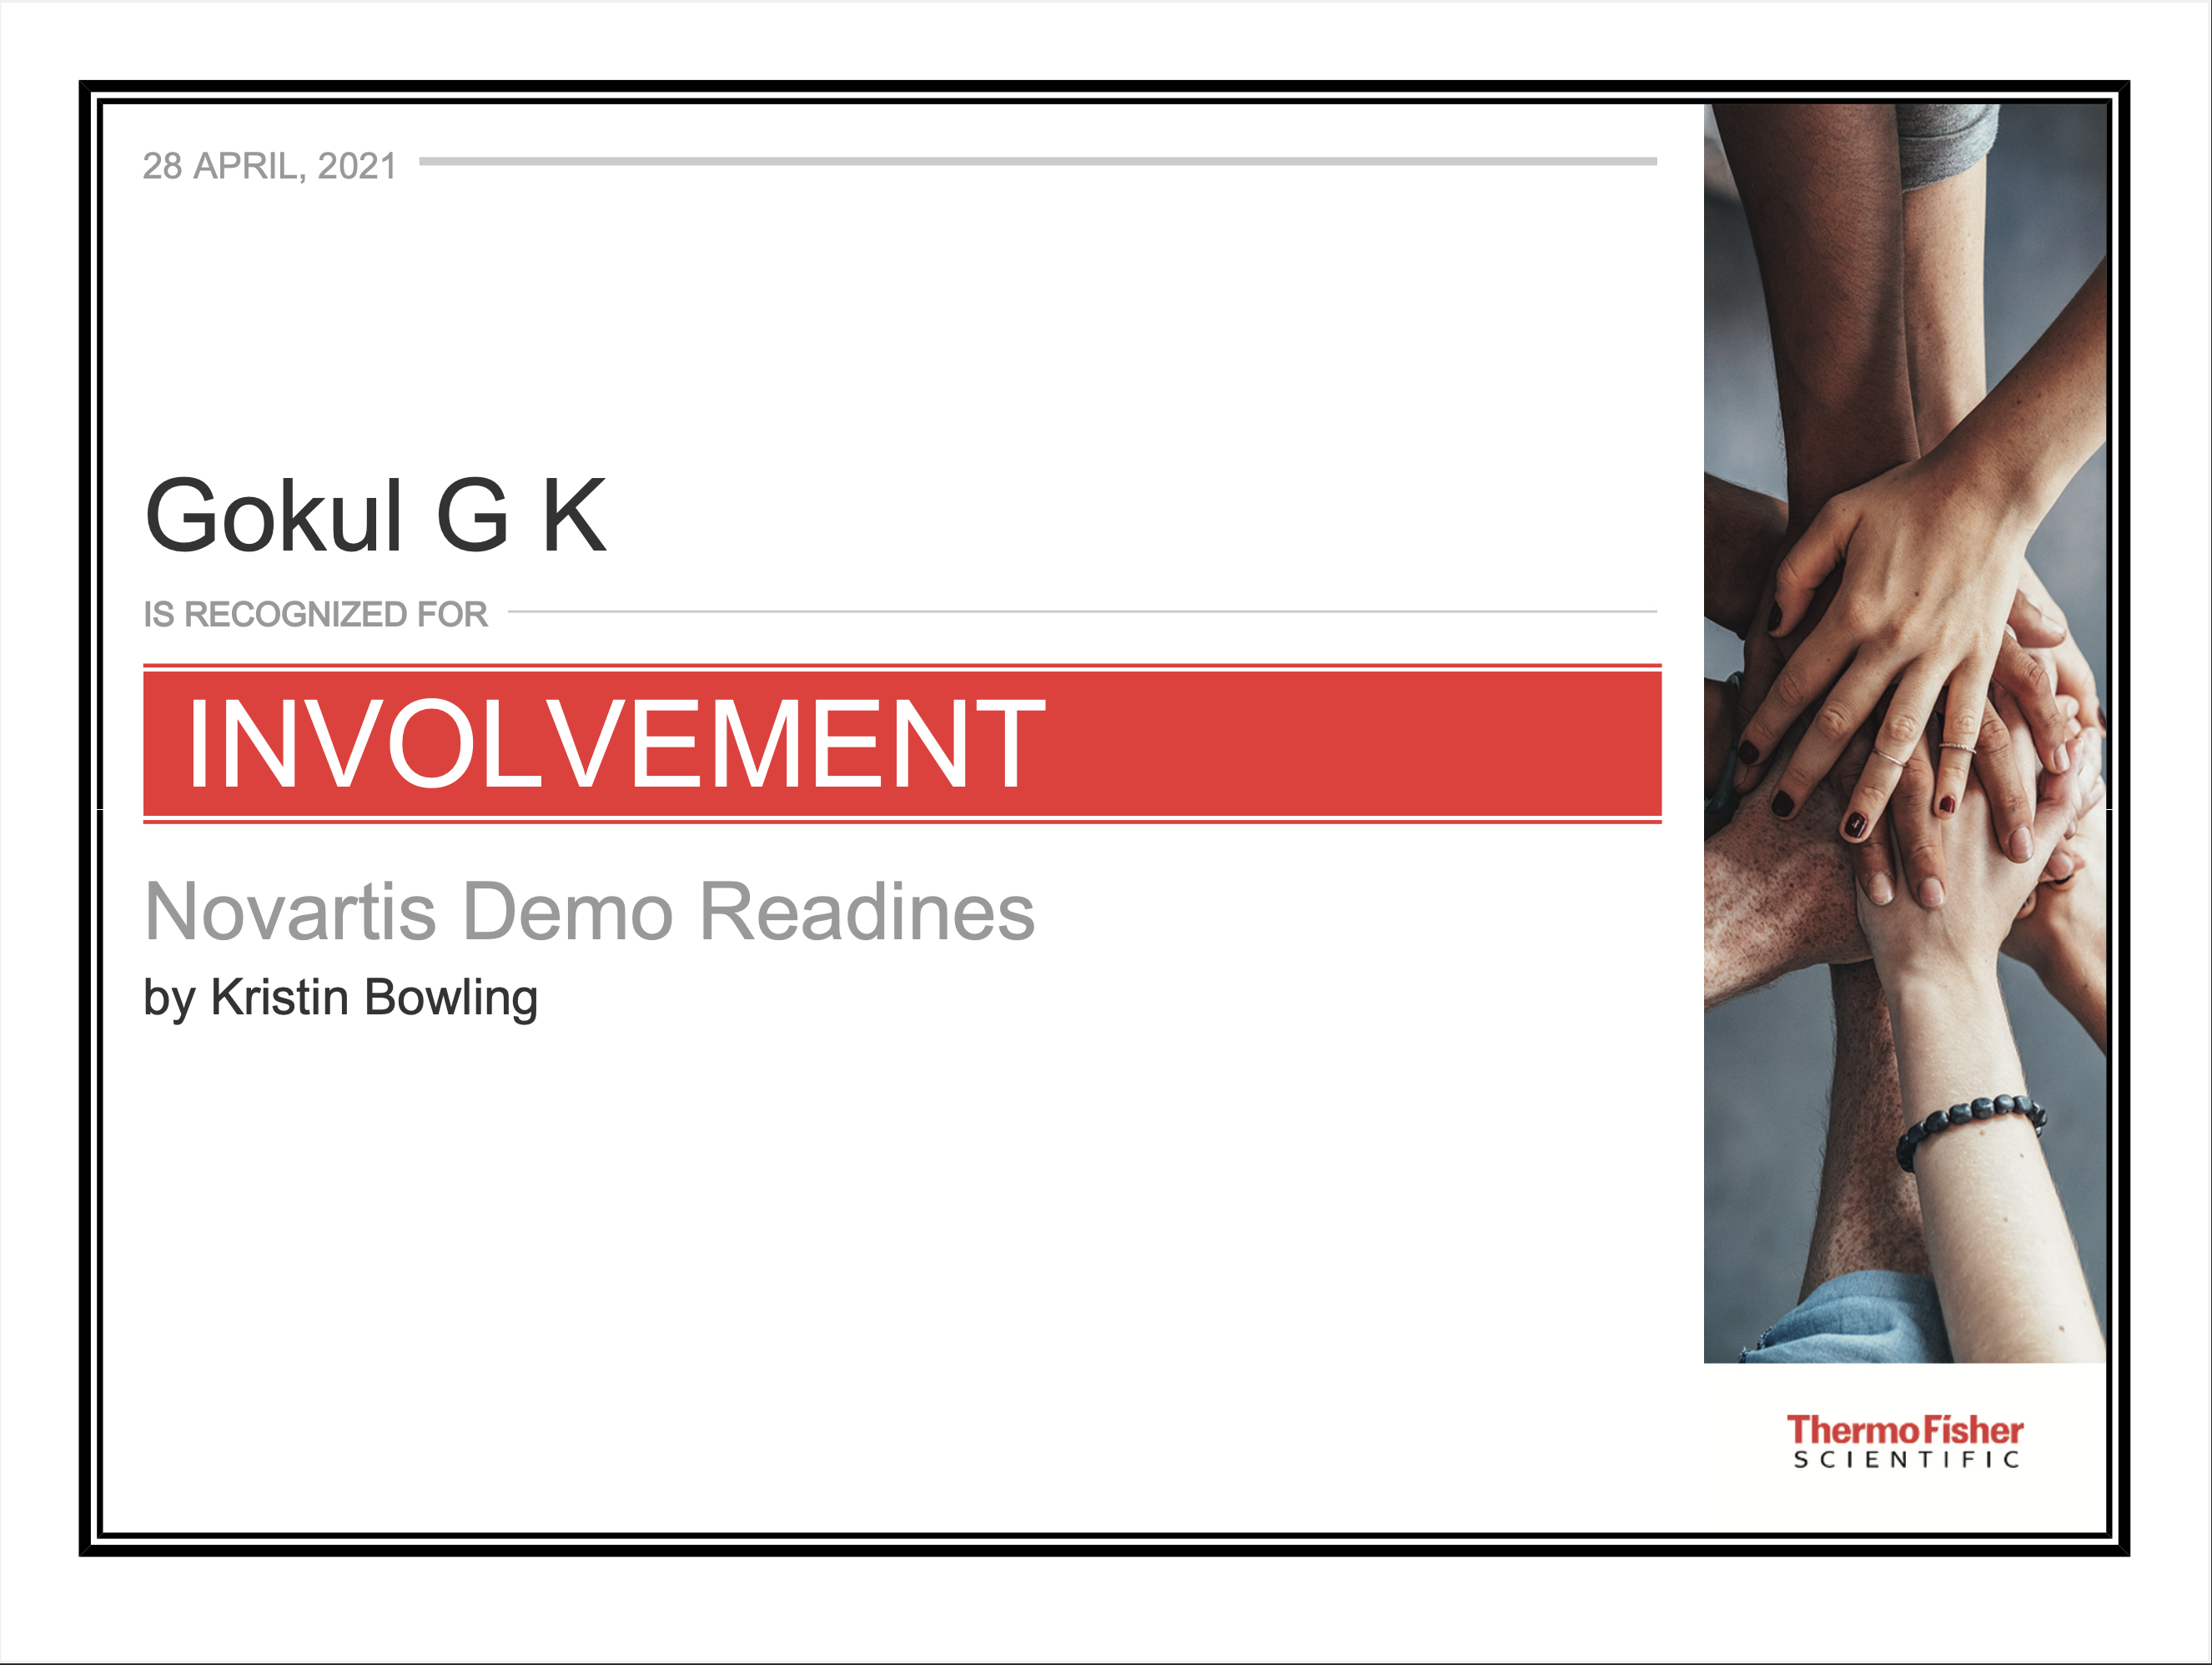 28 APRIL, 2021
Gokul G K
IS RECOGNIZED FOR
INVOLVEMENT
Novartis Demo Readines
by Kristin Bowling
ThermoFisher
SCIENTIFIC